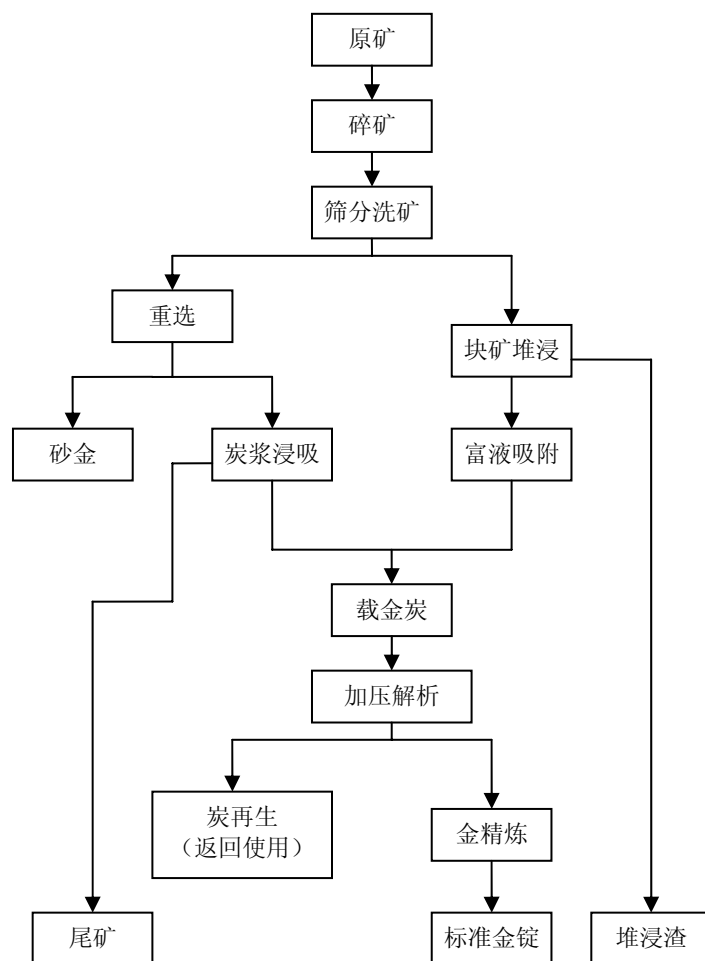 原矿
碎矿
筛分洗矿
重选
块矿堆浸
砂金
炭浆浸吸
富液吸附
载金炭
加压解析
炭再生
（返回使用）
金精炼
尾矿
标准金锭
堆浸渣